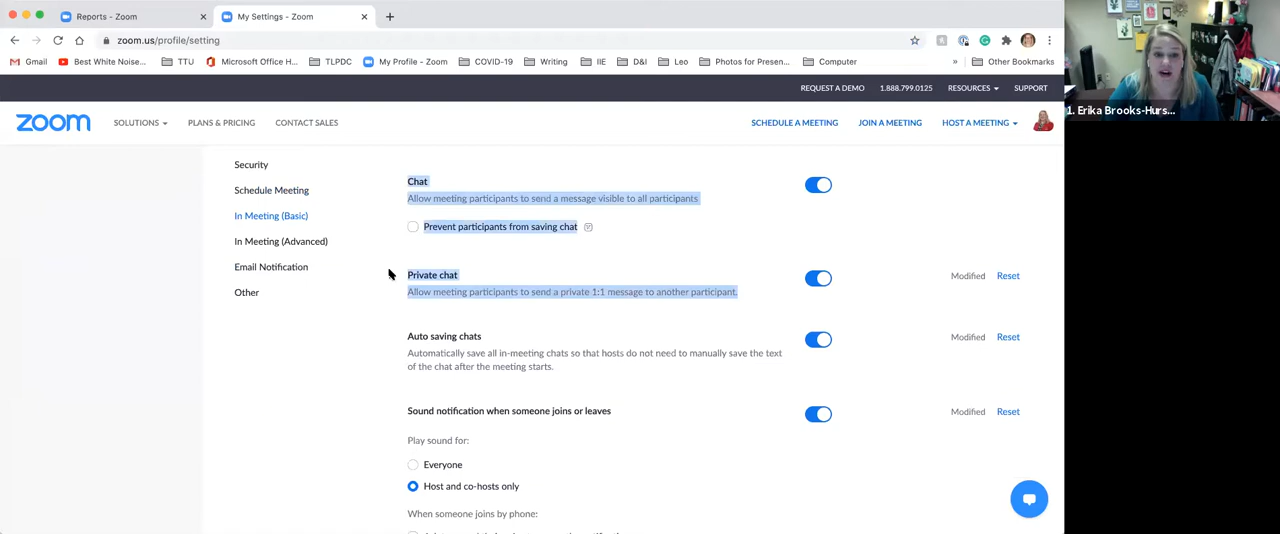 Reports - Zoom
My Settings - Zoom
zoom.us/profile/setting
Gmail
Best White Noise...
TTU
Microsoft Office H...
TLPDC
My Profile - Zoom
COVID-19
Writing
IIE
D&I
Leo
Photos for Presen...
Computer
»
Other Bookmarks
REQUEST A DEMO
1.888.799.0125
RESOURCES
SUPPORT
zoom
SOLUTIONS
PLANS & PRICING
CONTACT SALES
SCHEDULE A MEETING
JOIN A MEETING
HOST A MEETING
1. Erika Brooks-Hurs...
Security
Schedule Meeting
In Meeting (Basic)
In Meeting (Advanced)
Email Notification
Other
Chat
Allow meeting participants to send a message visible to all participants
Prevent participants from saving chat
Private chat
Allow meeting participants to send a private 1:1 message to another participant.
Modified
Reset
Auto saving chats
Automatically save all in-meeting chats so that hosts do not need to manually save the text
of the chat after the meeting starts.
Modified
Reset
Sound notification when someone joins or leaves
Modified
Reset
Play sound for:
Everyone
Host and co-hosts only
When someone joins by phone: